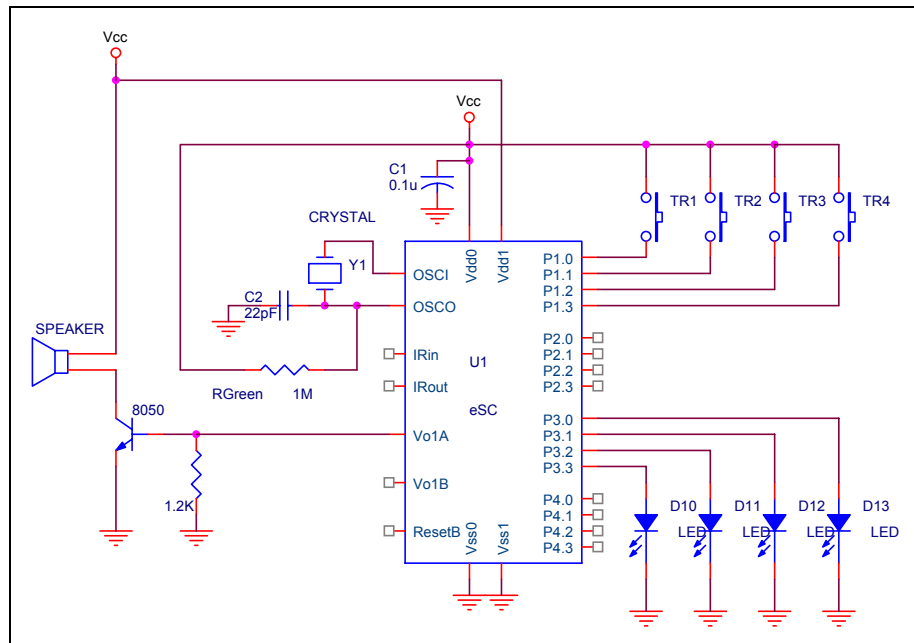 Vcc
Vcc
C1
0.1u
TR1
TR2
TR3
TR4
CRYSTAL
Y1
Vdd0
Vdd1
OSCI
OSCO
P1.0
P1.1
P1.2
P1.3
C2
22pF
SPEAKER
IRin
IRout
U1
eSC
P2.0
P2.1
P2.2
P2.3
RGreen
1M
8050
Vo1A
Vo1B
ResetB
1.2K
P3.0
P3.1
P3.2
P3.3
P4.0
P4.1
P4.2
P4.3
Vss0
Vss1
D10
D11
D12
D13
LED
LED
LED
LED